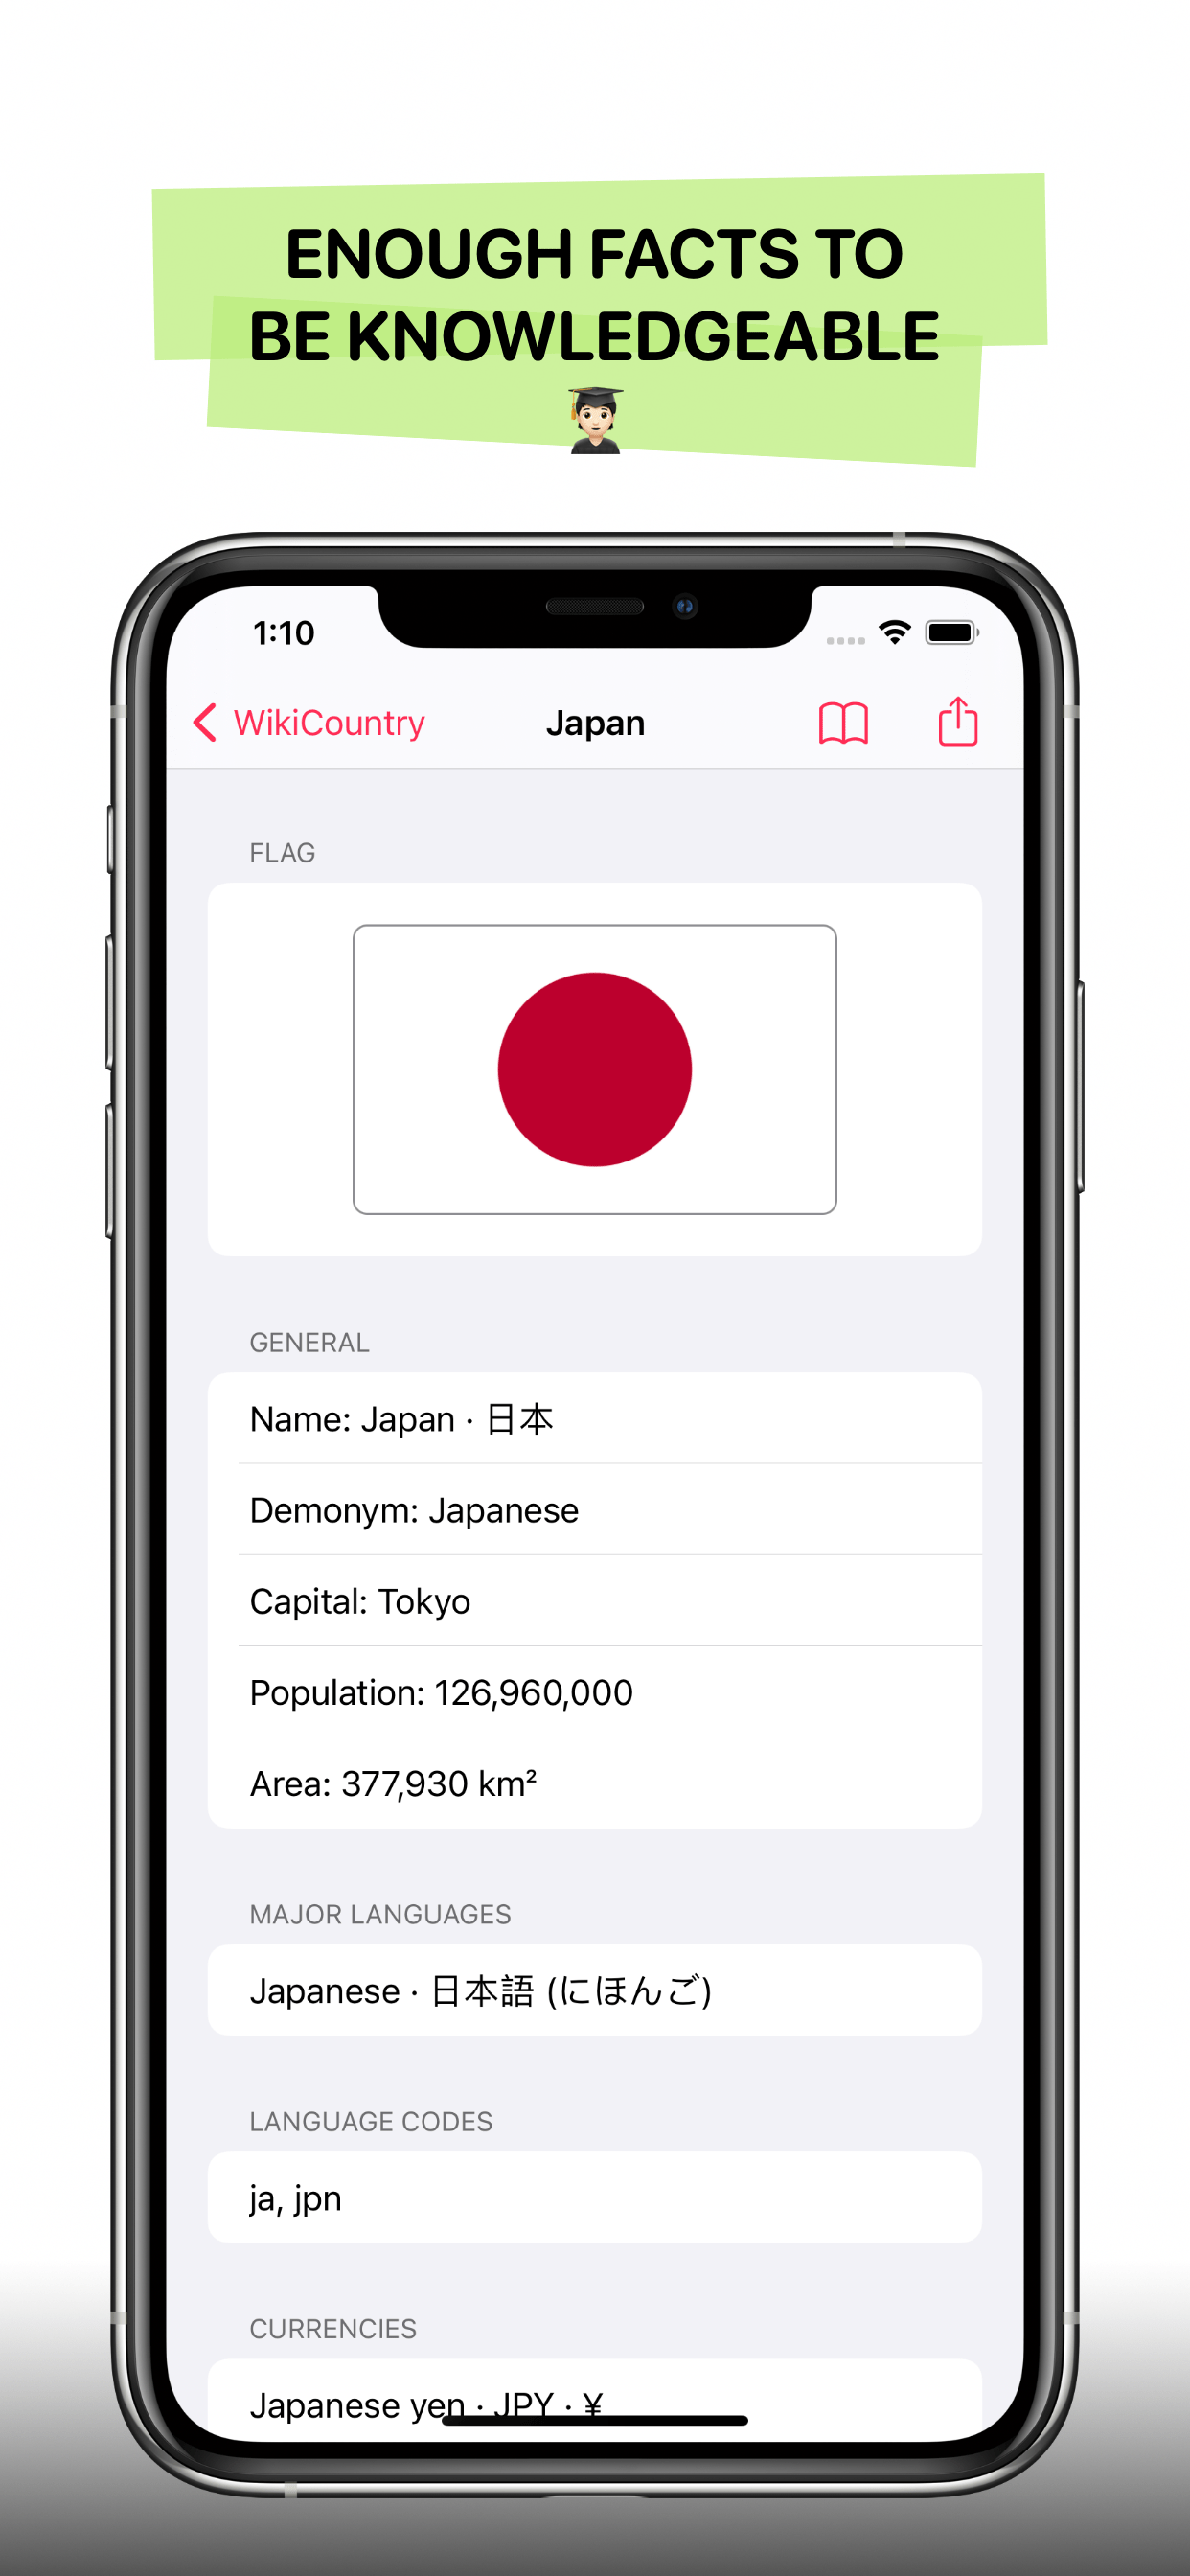 ENOUGH FACTS TO
BE KNOWLEDGEABLE
1:10
WikiCountry Japan
FLAG
GENERAL
Name: Japan · 日本
Demonym: Japanese
Capital: Tokyo
Population: 126,960,000
Area: 377,930 km²
MAJOR LANGUAGES
Japanese · 日本語 (にほんご)
LANGUAGE CODES
ja, jpn
CURRENCIES
Japanese yen · JPY · ¥